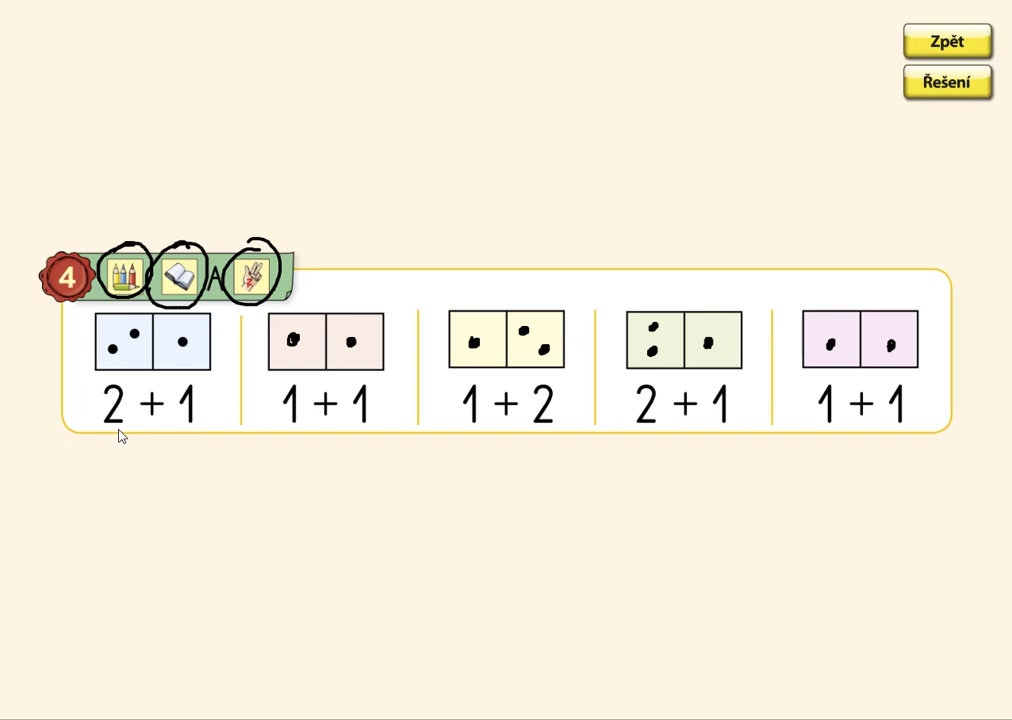 Zpět
Řešení
4 A
2 + 1
1 + 1
1 + 2
2 + 1
1 + 1